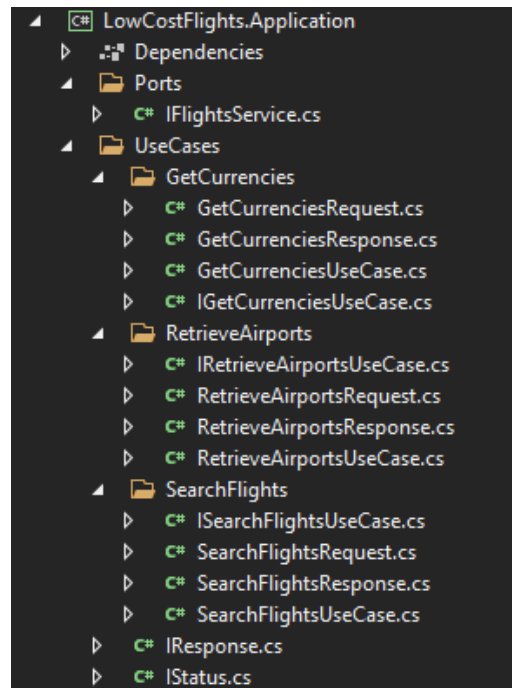 C# LowCostFlights.Application
Dependencies
Ports
C# IFlightsService.cs
UseCases
GetCurrencies
C# GetCurrenciesRequest.cs
C# GetCurrenciesResponse.cs
C# GetCurrenciesUseCase.cs
C# IGetCurrenciesUseCase.cs
RetrieveAirports
C# IRetrieveAirportsUseCase.cs
C# RetrieveAirportsRequest.cs
C# RetrieveAirportsResponse.cs
C# RetrieveAirportsUseCase.cs
SearchFlights
C# ISearchFlightsUseCase.cs
C# SearchFlightsRequest.cs
C# SearchFlightsResponse.cs
C# SearchFlightsUseCase.cs
C# IResponse.cs
C# IStatus.cs